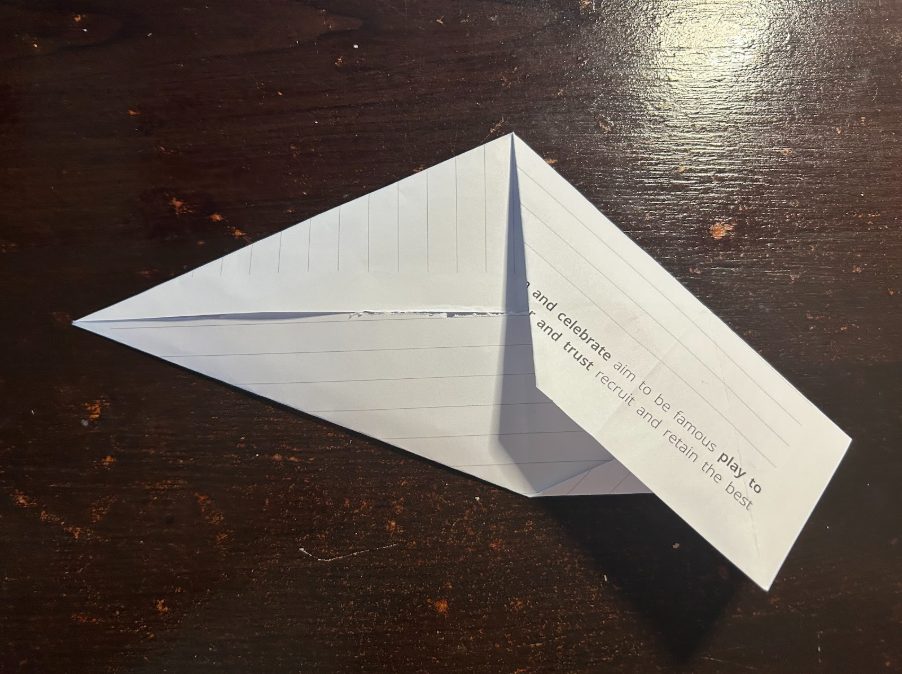 and celebrate aim to be famous play to
and trust recruit and retain the best